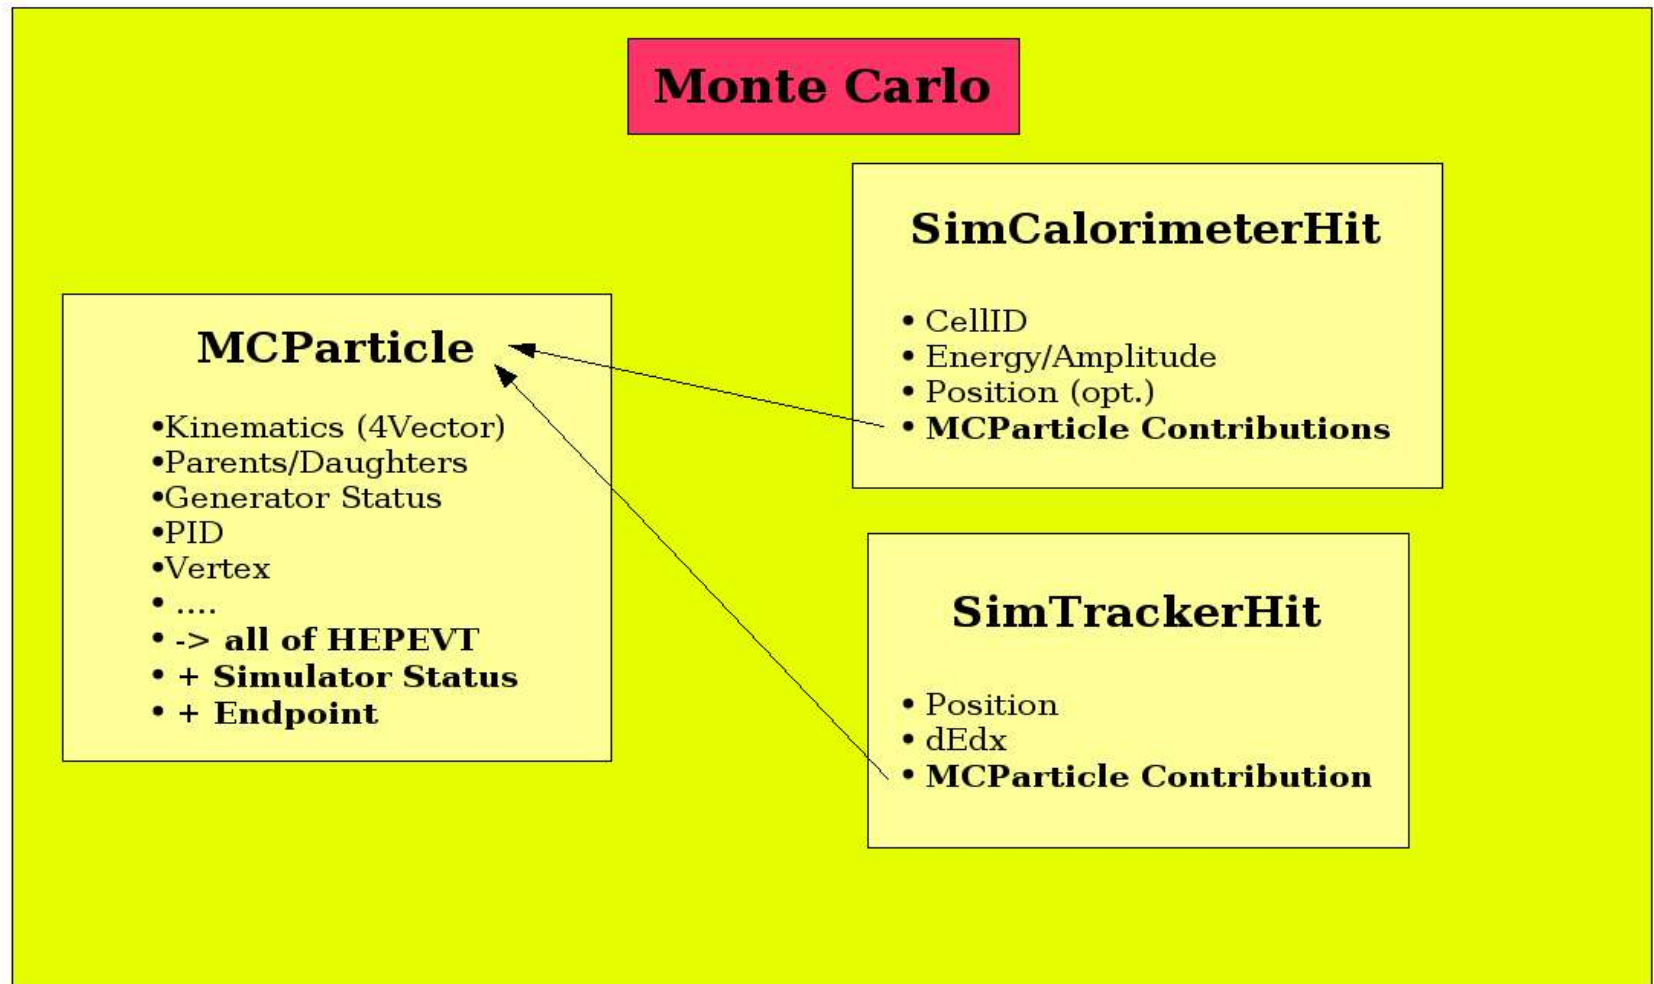 Monte Carlo
SimCalorimeterHit
• CellID
• Energy/Amplitude
• Position (opt.)
• MCParticle Contributions
MCParticle
•Kinematics (4Vector)
•Parents/Daughters
•Generator Status
•PID
•Vertex
• ....
• -> all of HEPEVT
• + Simulator Status
• + Endpoint
SimTrackerHit
• Position
• dEdx
• MCParticle Contribution